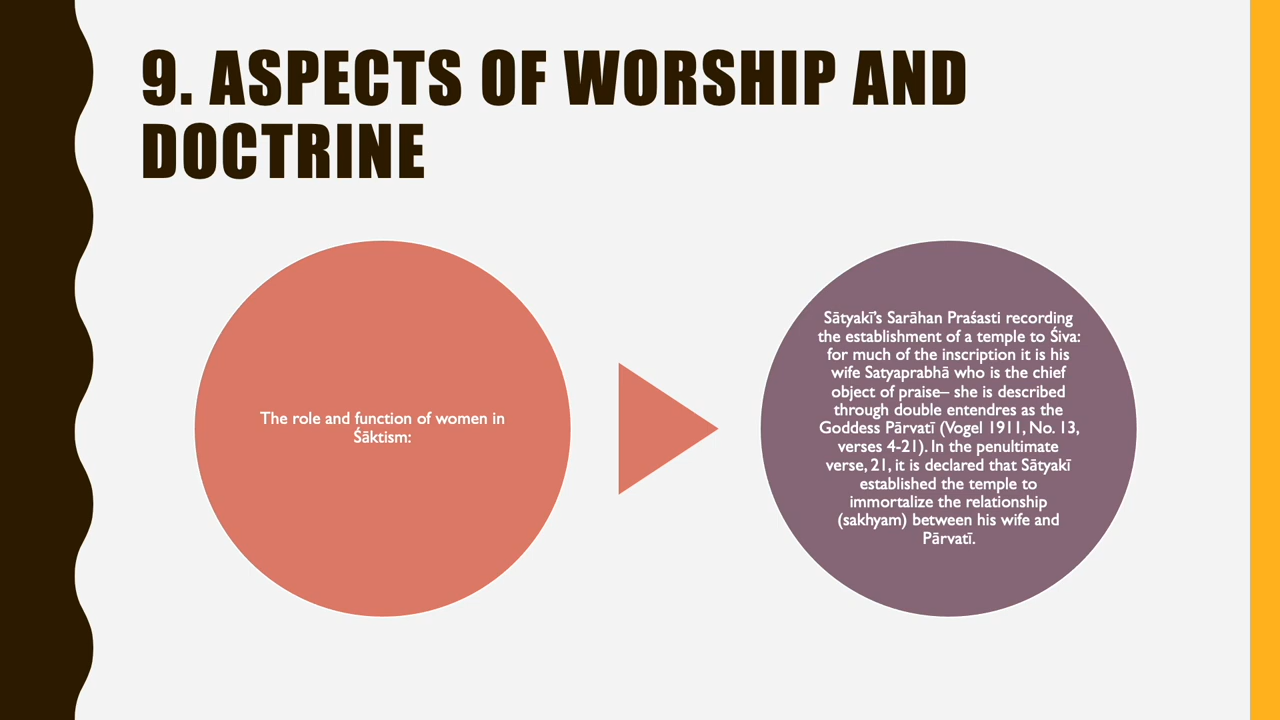 9. ASPECTS OF WORSHIP AND
DOCTRINE
The role and function of women in
Śāktism:
Sātyakī's Sarāhan Praśasti recording
the establishment of a temple to Śiva:
for much of the inscription it is his
wife Satyaprabhā who is the chief
object of praise– she is described
through double entendres as the
Goddess Pārvatī (Vogel 1911, No. 13,
verses 4-21). In the penultimate
verse, 21, it is declared that Sātyakī
established the temple to
immortalize the relationship
(sakhyam) between his wife and
Pārvatī.